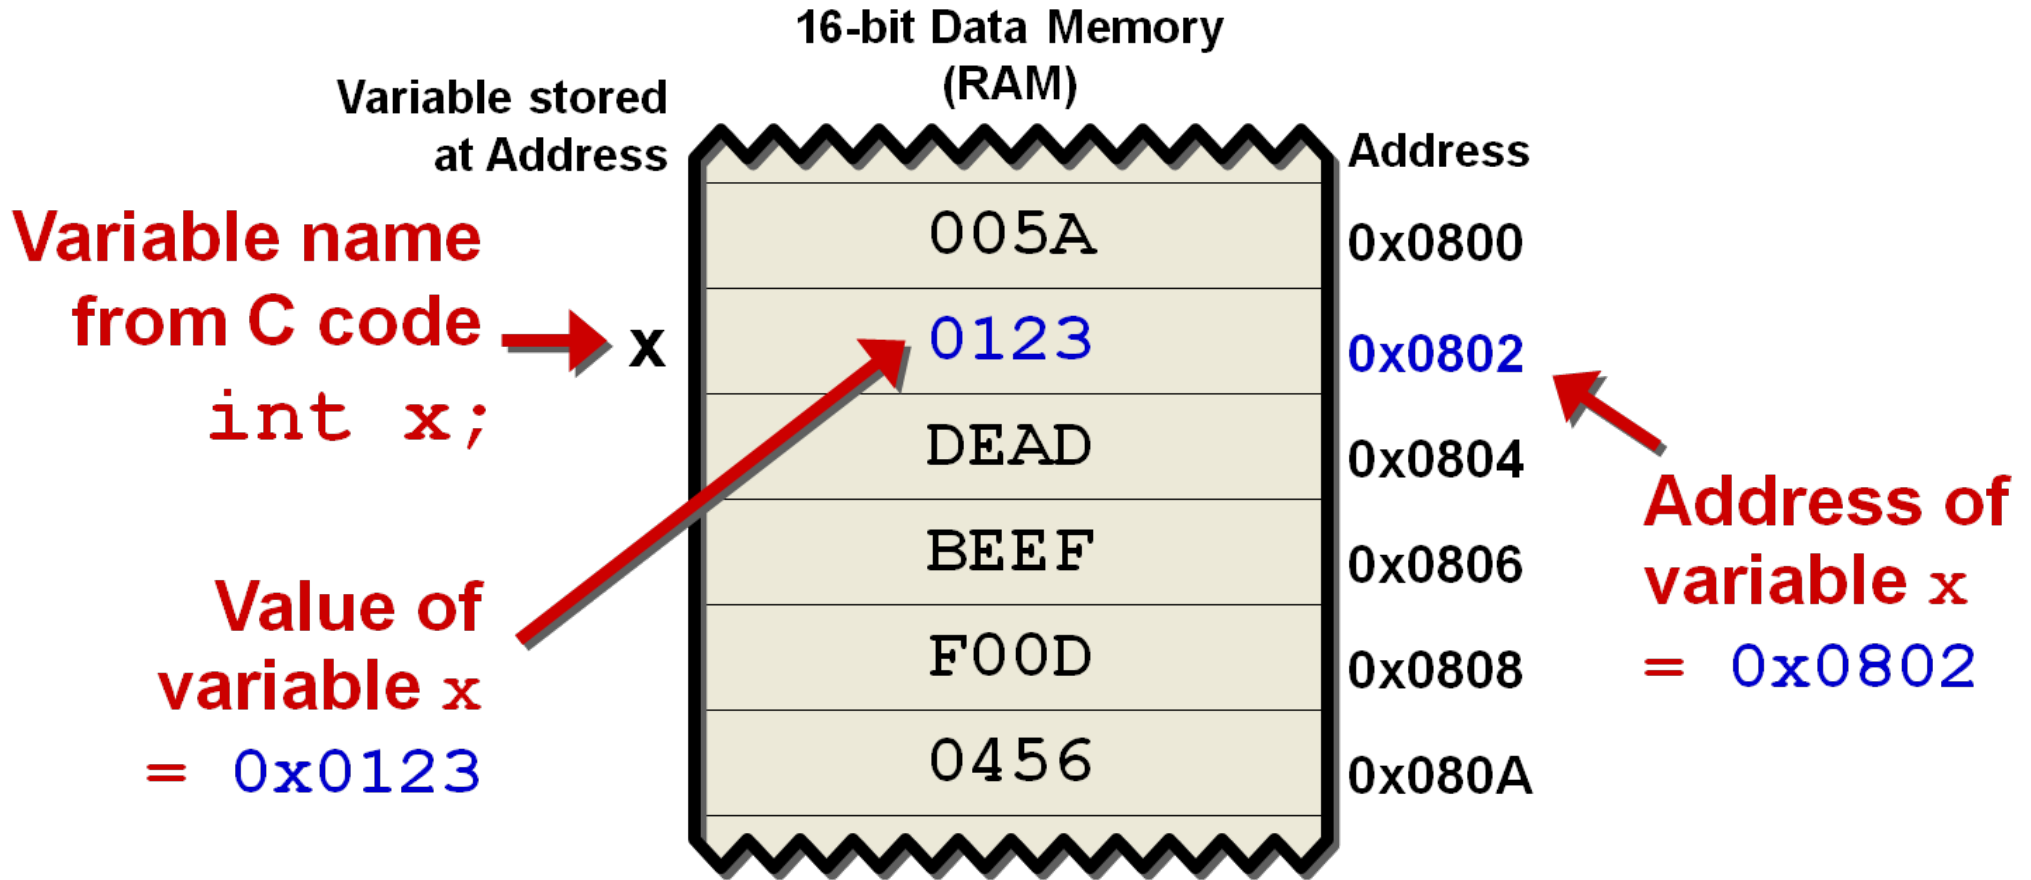 16-bit Data Memory
(RAM)
Variable stored
at Address
Address
Variable name
from C code
int x;
x
005A
0x0800
0123
0x0802
DEAD
0x0804
BEEF
0x0806
F00D
0x0808
0456
0x080A
Value of
variable x
= 0x0123
Address of
variable x
= 0x0802